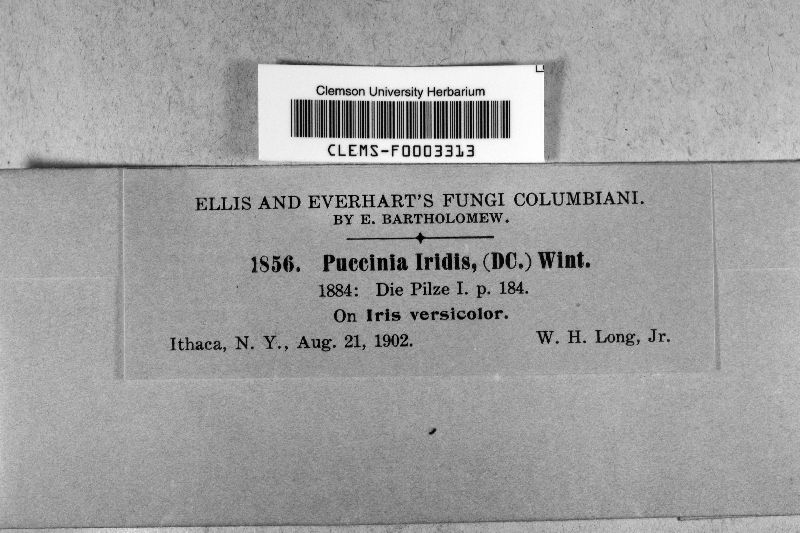 Clemson University Herbarium
CLEMS-F0003313
ELLIS AND EVERHART'S FUNGI COLUMBIANI.
BY E. BARTHOLOMEW.
1856. Puccinia Iridis, (DC.) Wint.
1884: Die Pilze I. p. 184.
On Iris versicolor.
Ithaca, N. Y., Aug. 21, 1902. W. H. Long, Jr.